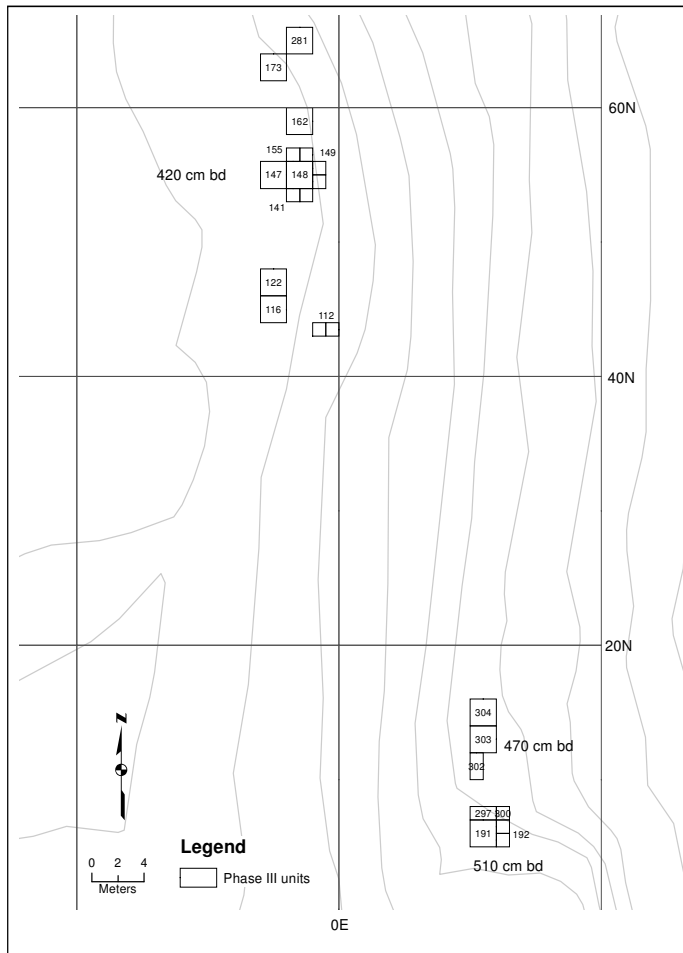 281
173
60N
162
155
149
420 cm bd
147
148
141
122
116
112
40N
20N
304
303
470 cm bd
302
297
300
191
192
510 cm bd
N
Legend
0 2 4
Meters
Phase III units
0E